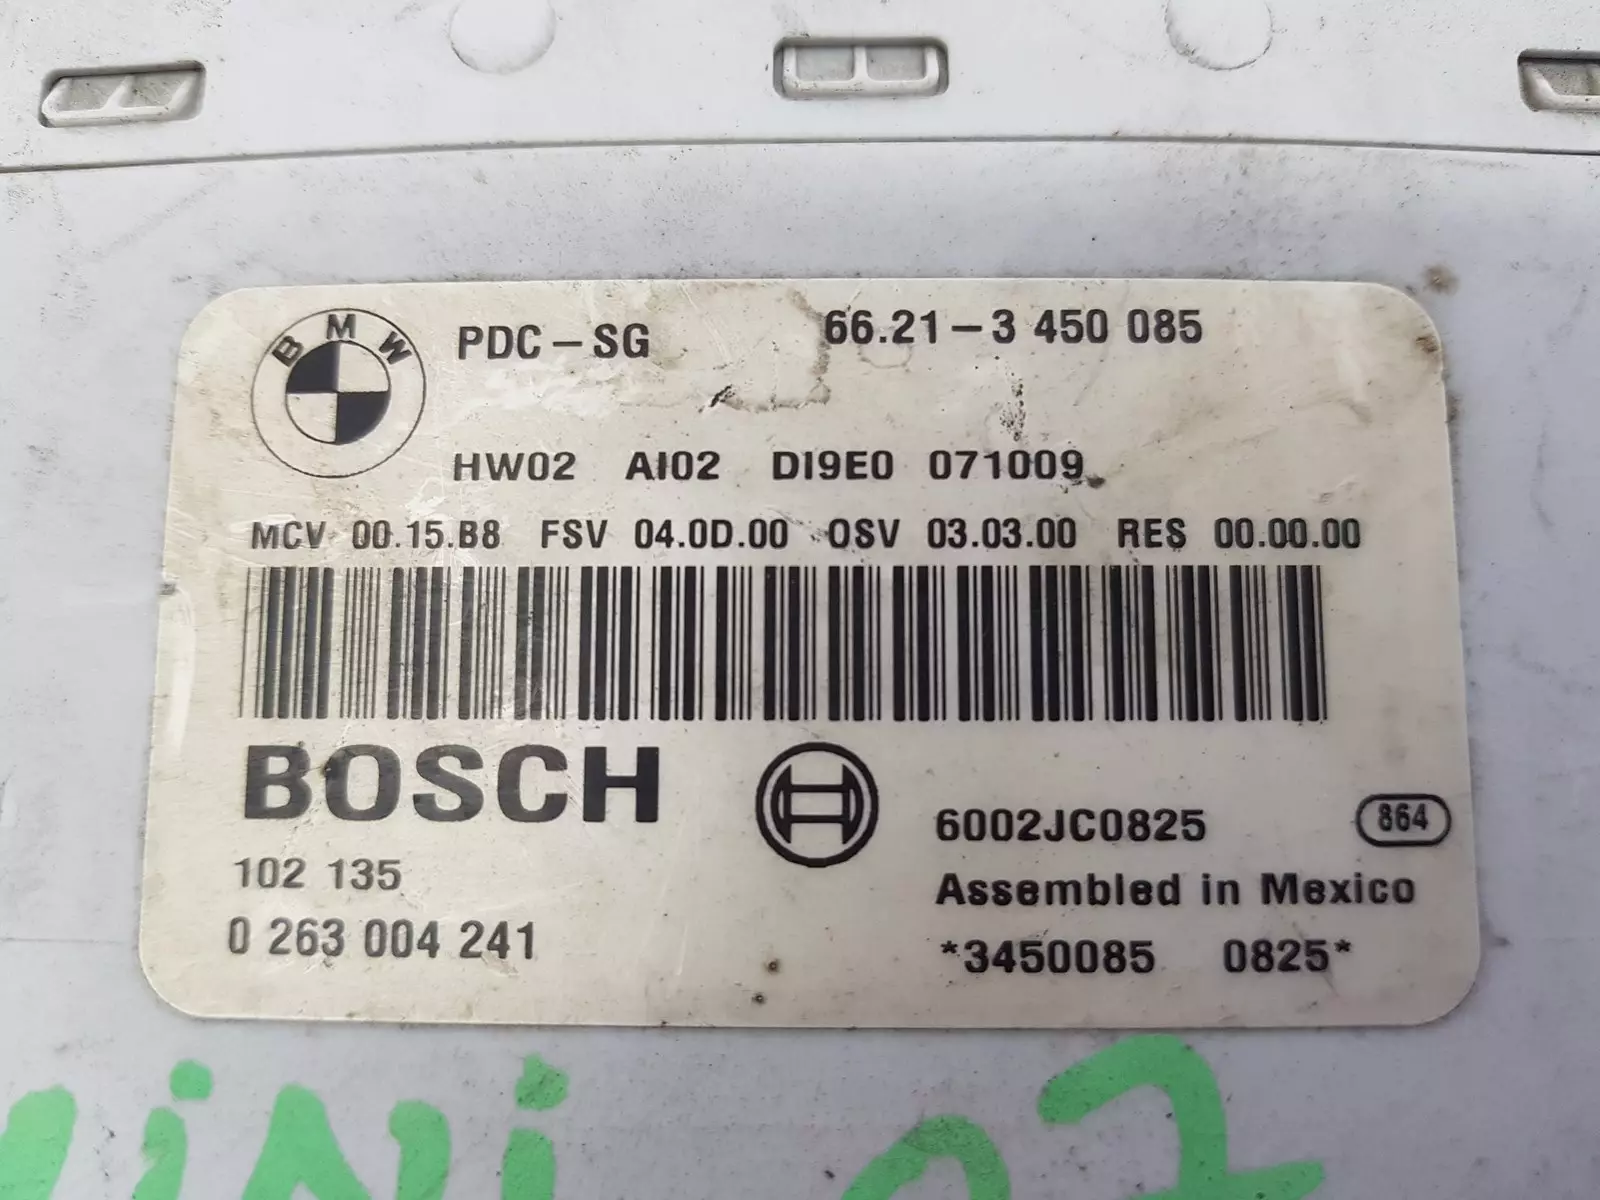 BMW
PDC-SG 66.21-3 450 085
HW02 AI02 DI9E0 071009
MCV 00.15.B8 FSV 04.0D.00 OSV 03.03.00 RES 00.00.00
BOSCH
6002JC0825 864
102 135 Assembled in Mexico
0 263 004 241 *3450085 0825*
MINI 07